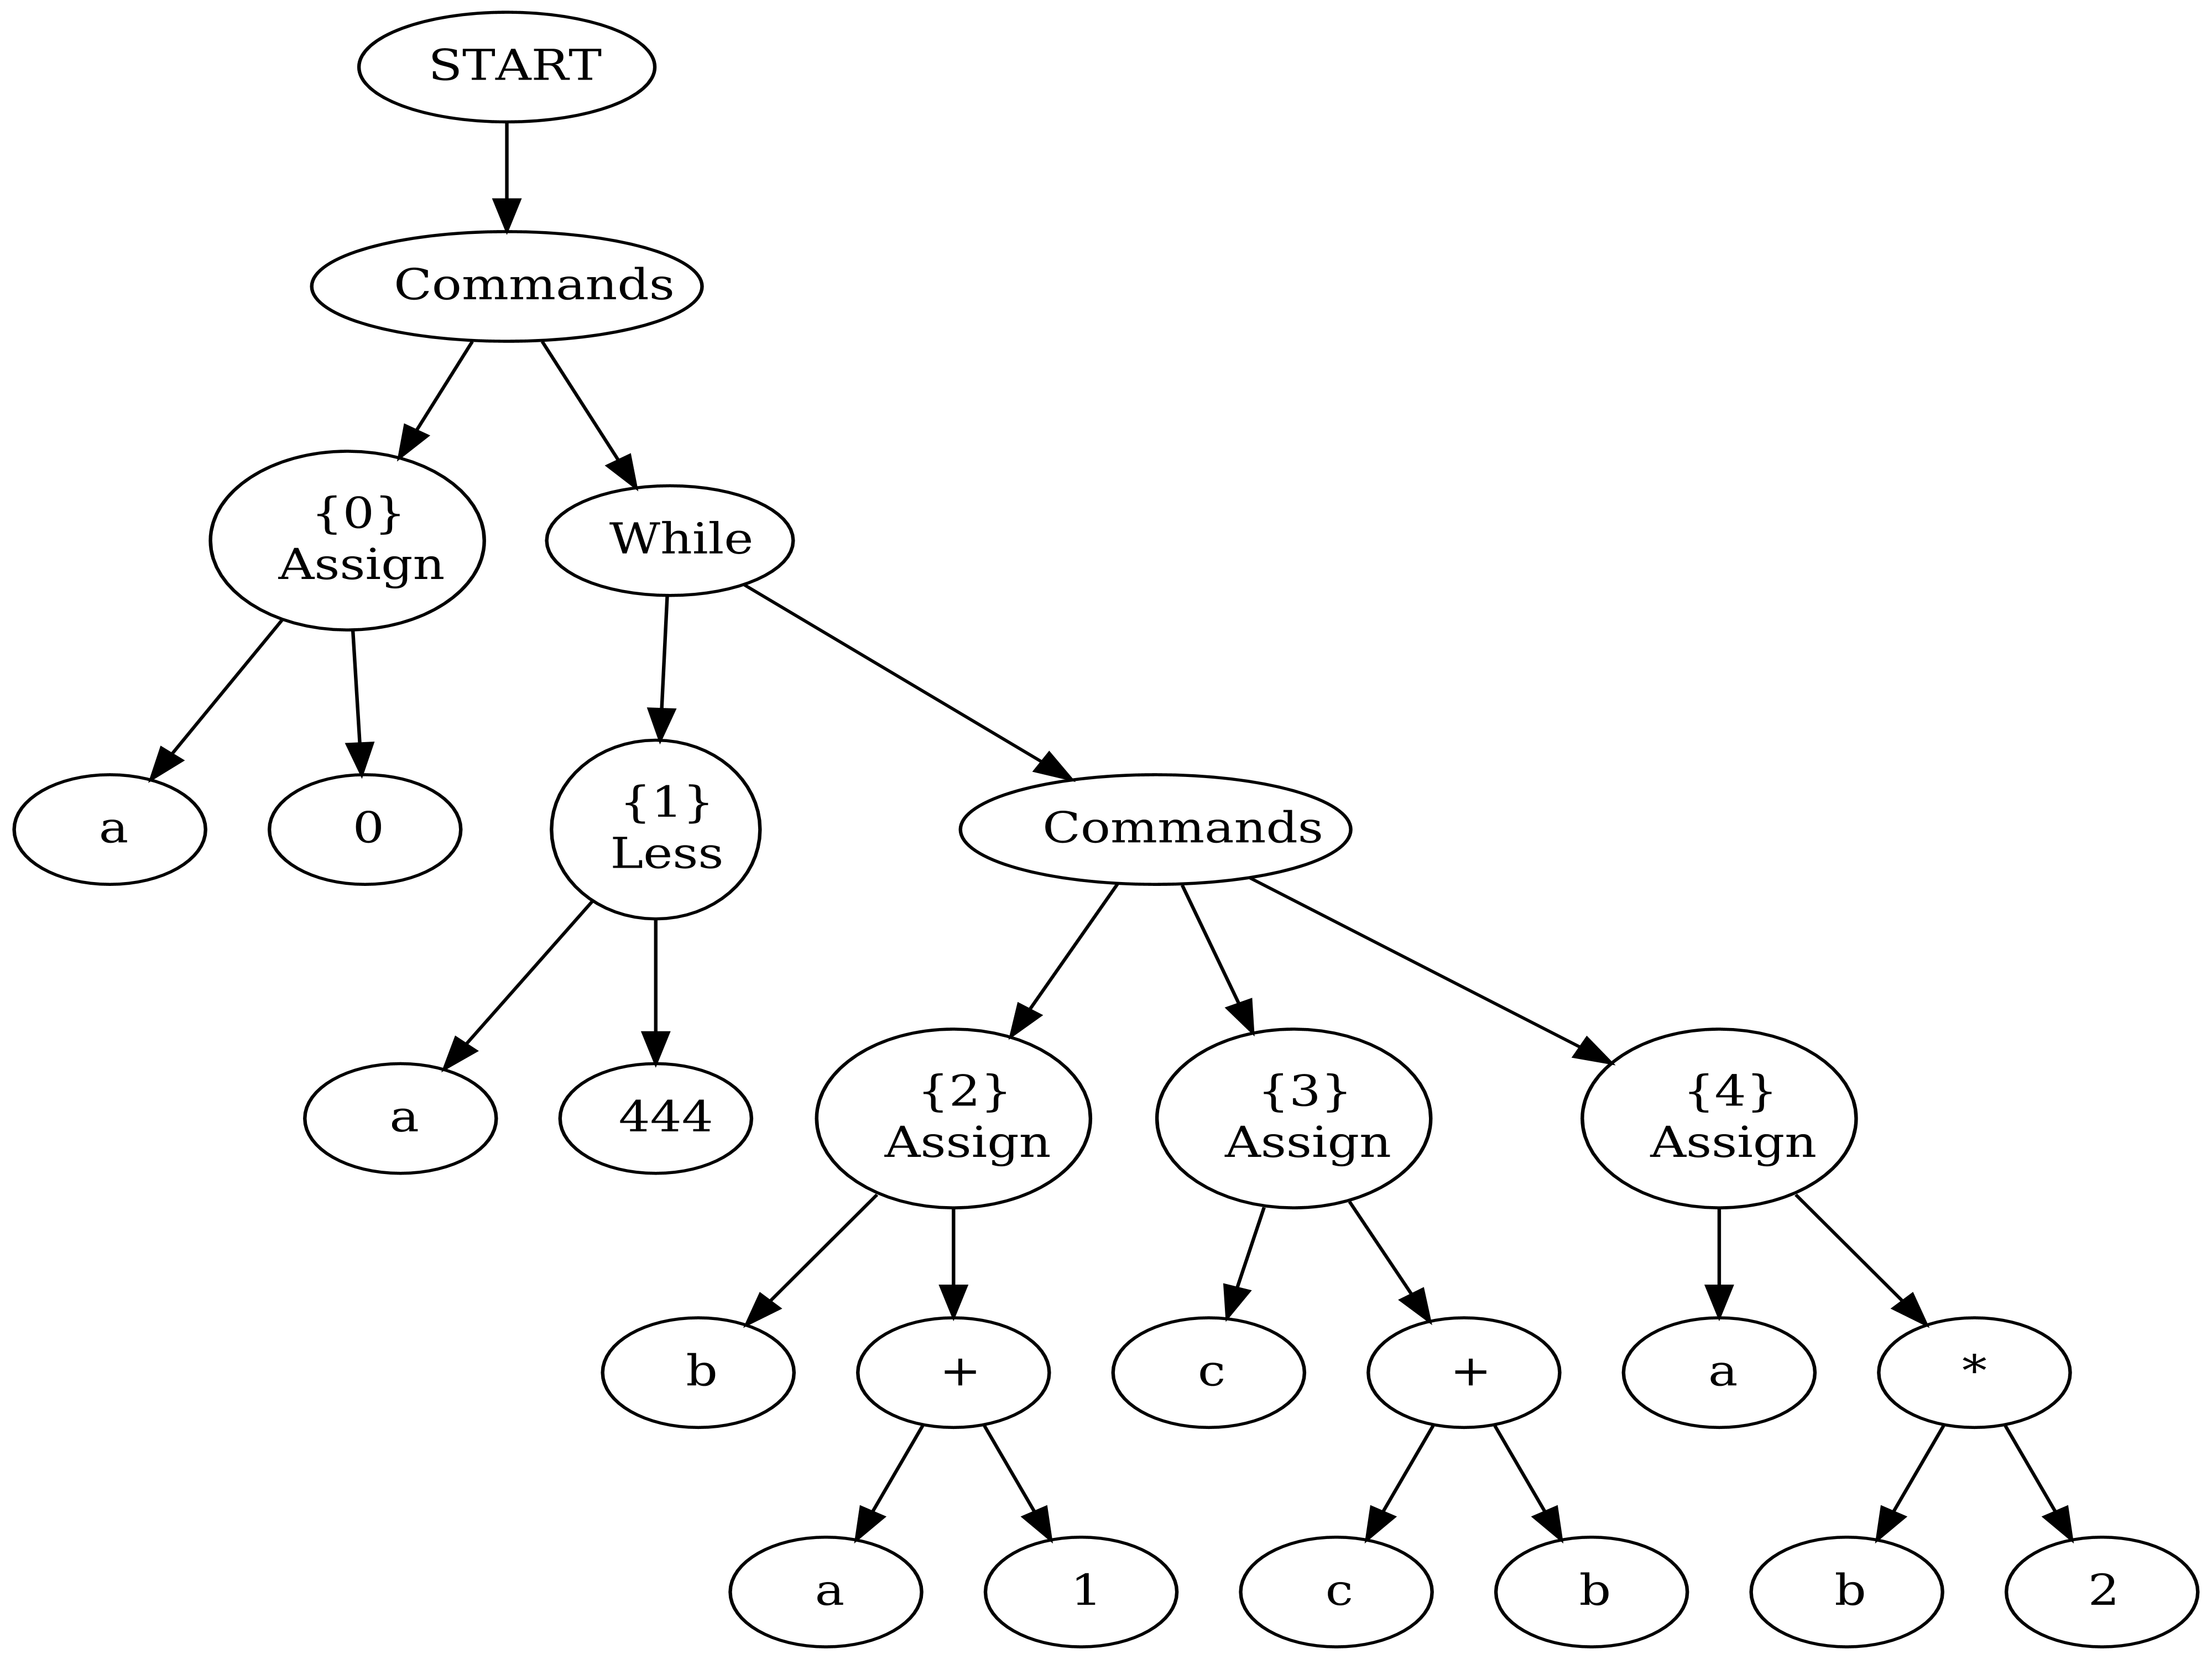 START
Commands
{0}
Assign
While
a
0
{1}
Less
Commands
a
444
{2}
Assign
{3}
Assign
{4}
Assign
b
+
c
+
a
*
a
1
c
b
b
2